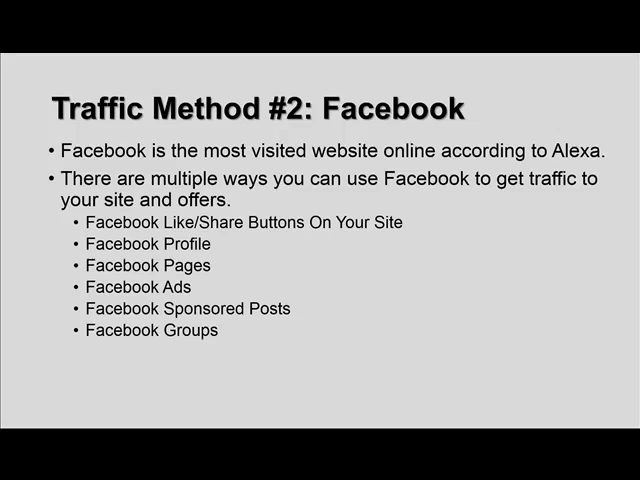 Traffic Method #2: Facebook
• Facebook is the most visited website online according to Alexa.
• There are multiple ways you can use Facebook to get traffic to
your site and offers.
• Facebook Like/Share Buttons On Your Site
• Facebook Profile
• Facebook Pages
• Facebook Ads
• Facebook Sponsored Posts
• Facebook Groups